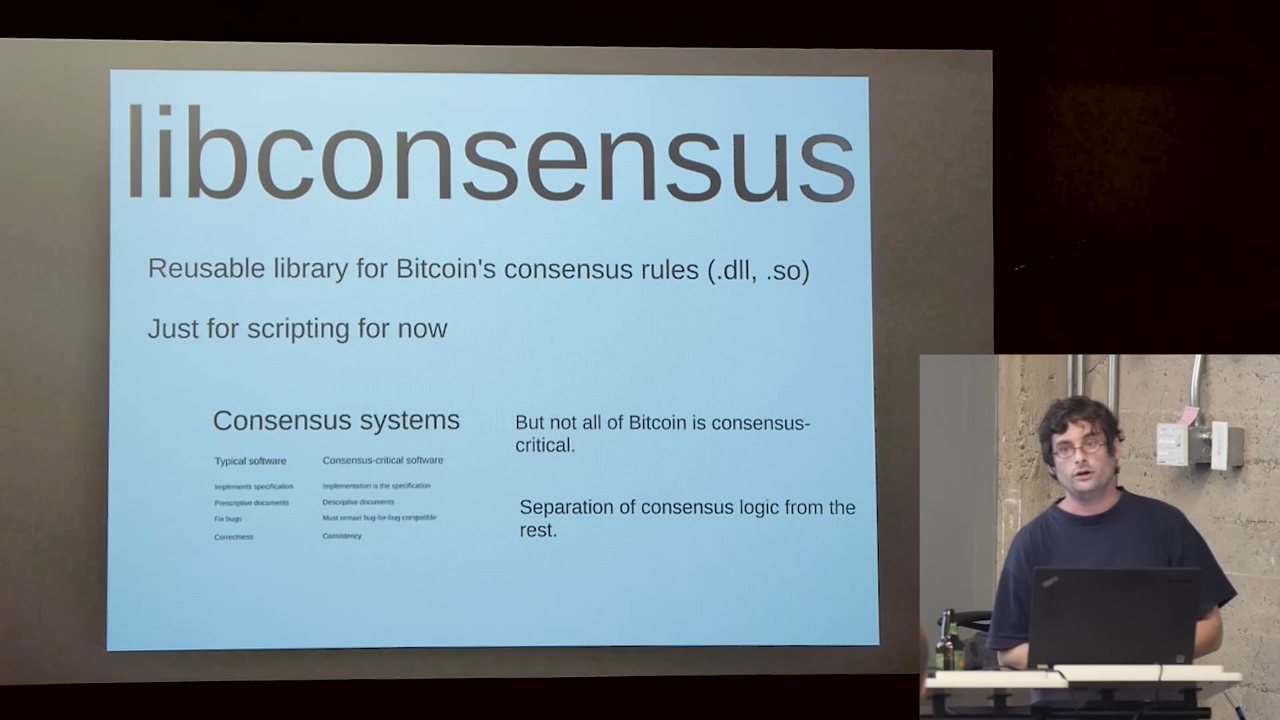 libconsensus
Reusable library for Bitcoin's consensus rules (.dll, .so)
Just for scripting for now
Consensus systems
Typical software Consensus-critical software
Implements specification Implementation is the specification
Prescriptive documents Descriptive documents
Fix bugs Must remain bug-for-bug compatible
Correctness Consistency
But not all of Bitcoin is consensus-
critical.
Separation of consensus logic from the
rest.